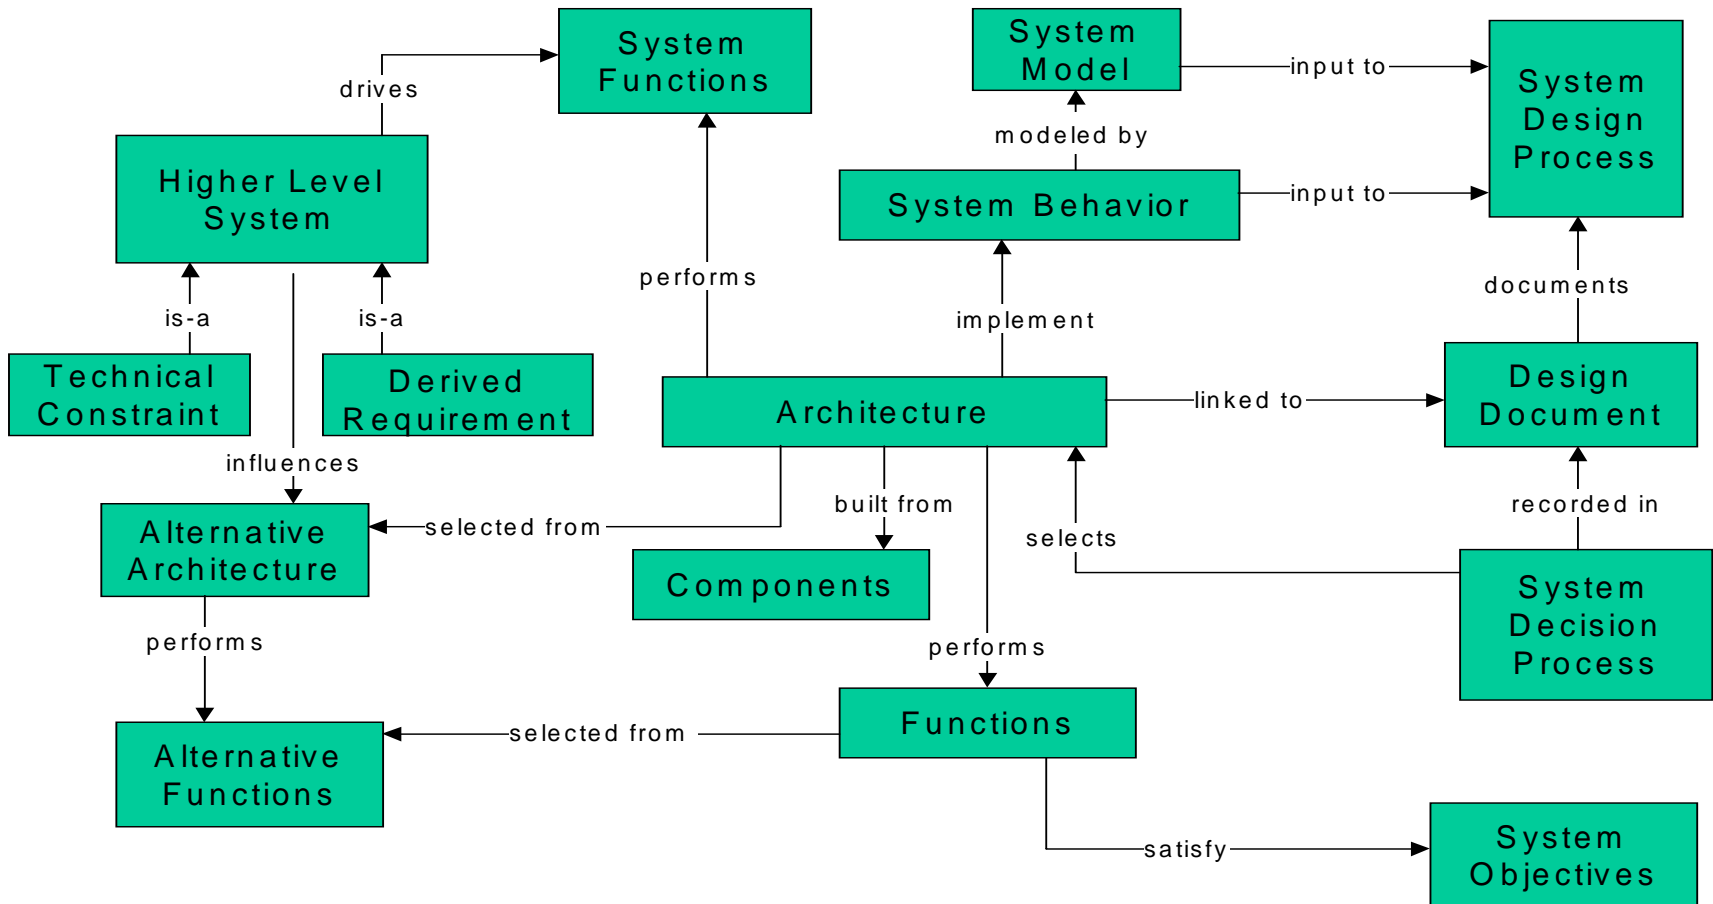 System
Functions
System
Model
input to
System
Design
Process
drives
modeled by
Higher Level
System
System Behavior
input to
performs
documents
is-a
is-a
implement
Technical
Constraint
Derived
Requirement
Architecture
linked to
Design
Document
influences
built from
recorded in
Alternative
Architecture
selected from
selects
Components
System
Decision
Process
performs
performs
Functions
selected from
Alternative
Functions
satisfy
System
Objectives